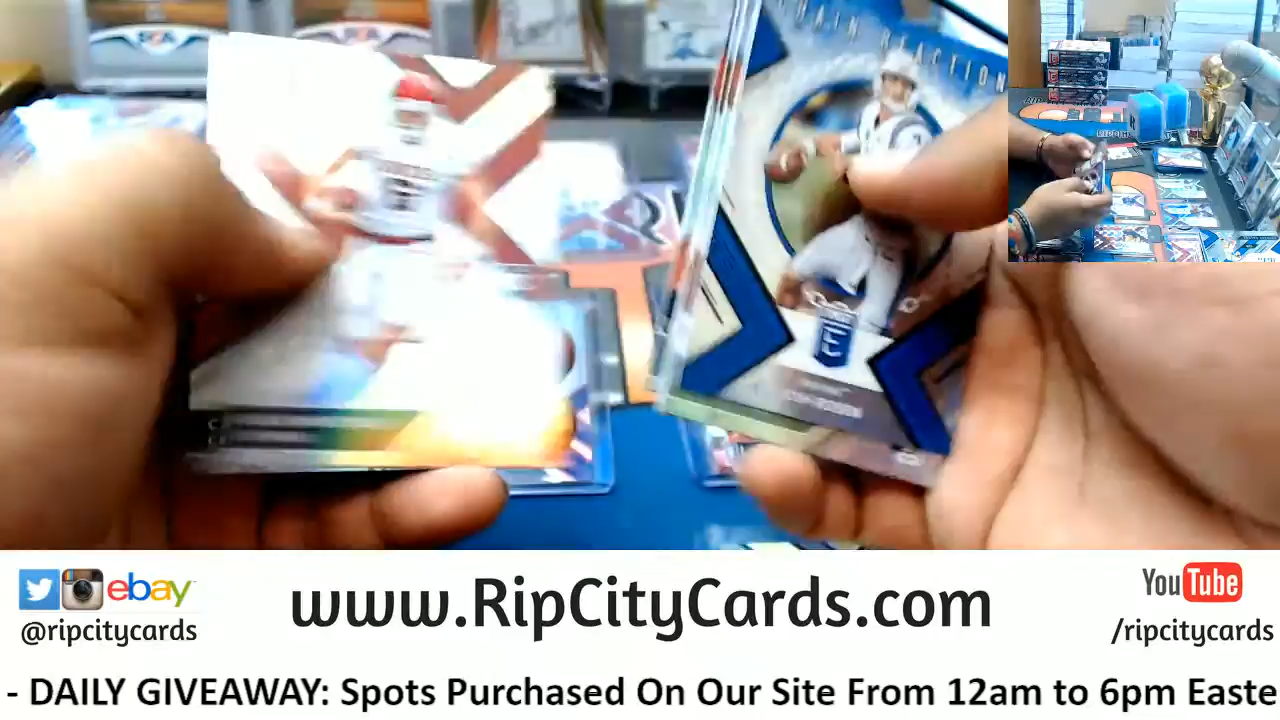 CHAIN REACTION
ebay
@ripcitycards
www.RipCityCards.com
YouTube
/ripcitycards
- DAILY GIVEAWAY: Spots Purchased On Our Site From 12am to 6pm Easte